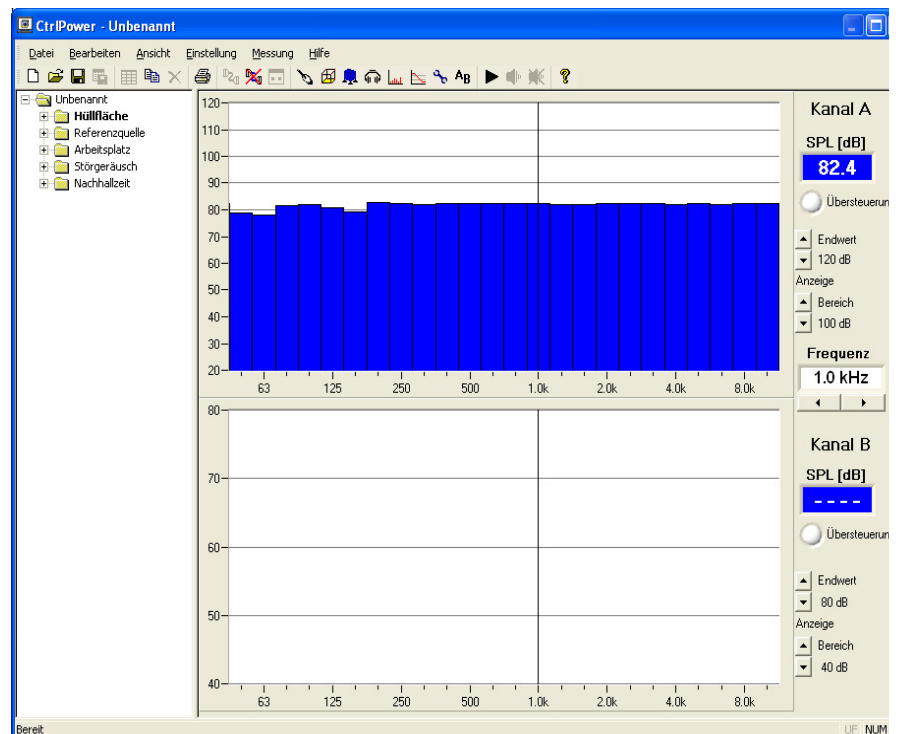 CtrlPower - Unbenannt
Datei Bearbeiten Ansicht Einstellung Messung Hilfe
Unbenannt
Hüllfläche
Referenzquelle
Arbeitsplatz
Störgeräusch
Nachhallzeit
120
110
100
90
80
70
60
50
40
30
20
63 125 250 500 1.0k 2.0k 4.0k 8.0k
Kanal A
SPL [dB]
82.4
Übersteuerun
Endwert
120 dB
Anzeige
Bereich
100 dB
Frequenz
1.0 kHz
80
70
60
50
40
63 125 250 500 1.0k 2.0k 4.0k 8.0k
Kanal B
SPL [dB]
- - - -
Übersteuerun
Endwert
80 dB
Anzeige
Bereich
40 dB
Bereit UF NUM